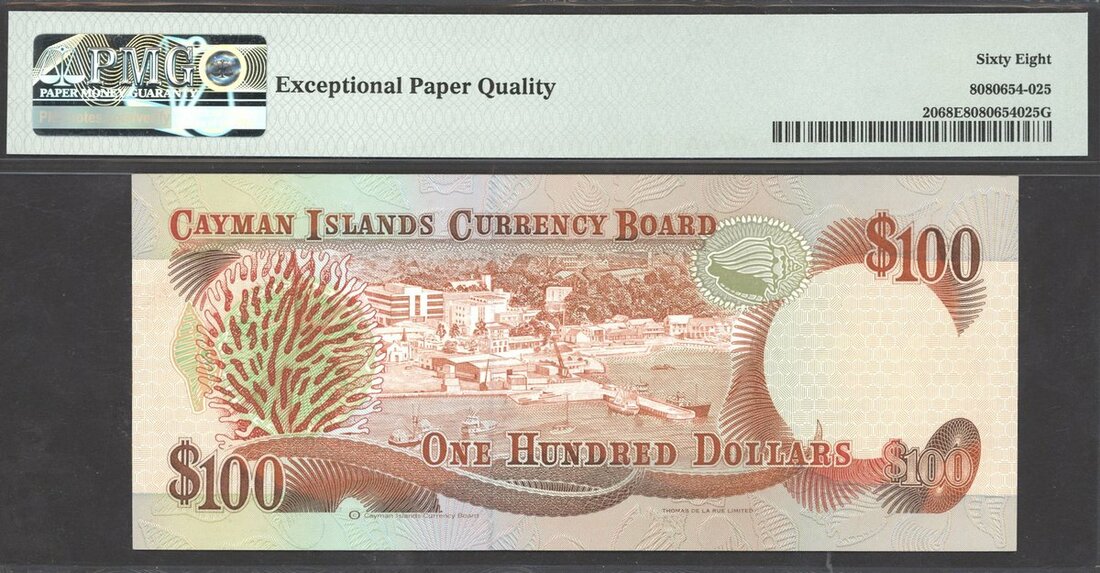 PMG
PAPER MONEY GUARANTY
Exceptional Paper Quality
Sixty Eight
8080654-025
2068E8080654025G
CAYMAN ISLANDS CURRENCY BOARD
$100
ONE HUNDRED DOLLARS
$100
$100
© Cayman Islands Currency Board
THOMAS DE LA RUE LIMITED